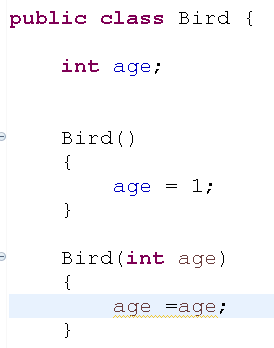 public class Bird {
int age;
Bird()
{
age = 1;
}
Bird(int age)
{
age =age;
}